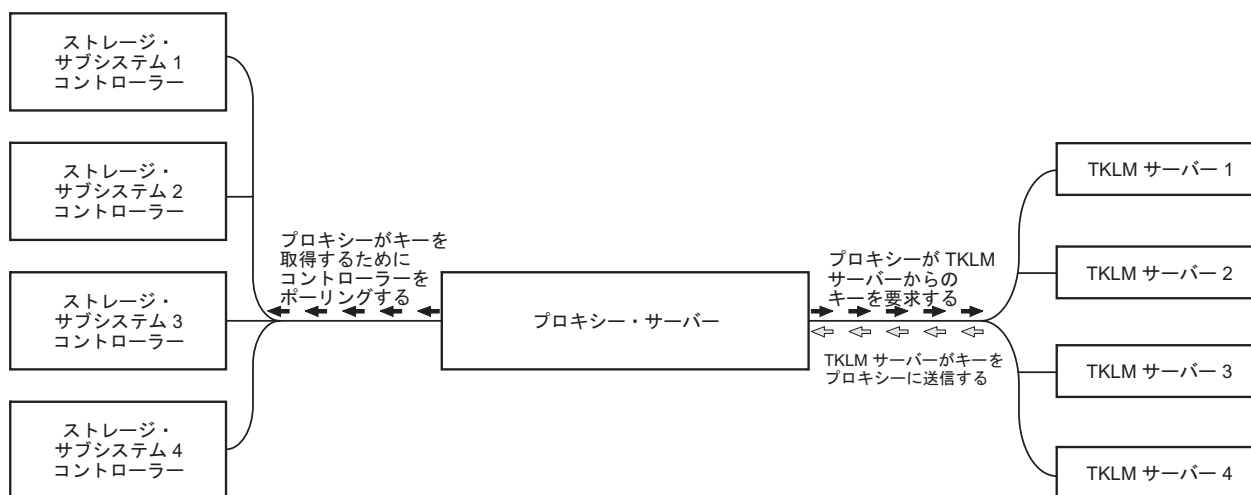 ストレージ・
サブシステム 1
コントローラー
ストレージ・
サブシステム 2
コントローラー
ストレージ・
サブシステム 3
コントローラー
ストレージ・
サブシステム 4
コントローラー
プロキシーがキーを
取得するために
コントローラーを
ポーリングする
プロキシー・サーバー
プロキシーが TKLM
サーバーからの
キーを要求する
TKLM サーバーがキーを
プロキシーに送信する
TKLM サーバー 1
TKLM サーバー 2
TKLM サーバー 3
TKLM サーバー 4